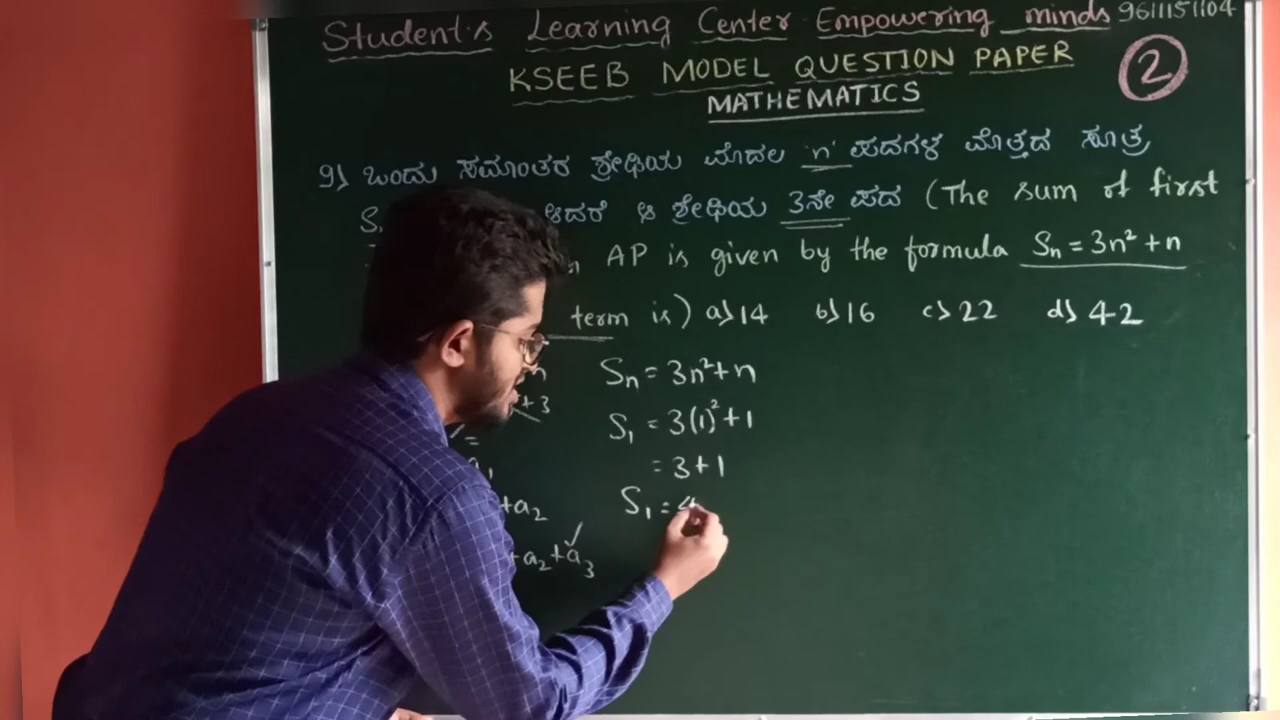 Student's Learning Center Empowering minds 9611151104
KSEEB MODEL QUESTION PAPER
2
MATHEMATICS
9) ಒಂದು ಸಮಾಂತರ ಶ್ರೇಢಿಯ ಮೊದಲ 'n' ಪದಗಳ ಮೊತ್ತದ ಸೂತ್ರ
ಆದರೆ ಆ ಶ್ರೇಢಿಯ 3ನೇ ಪದ (The sum of first
AP is given by the formula Sn = 3n² + n
term is) a) 14 b) 16 c) 22 d) 42
Sn = 3n² + n
+ 3 S₁ = 3(1)² + 1
a₁ = 3 + 1
+a₂ S₁ = 4
+a₂ + a₃